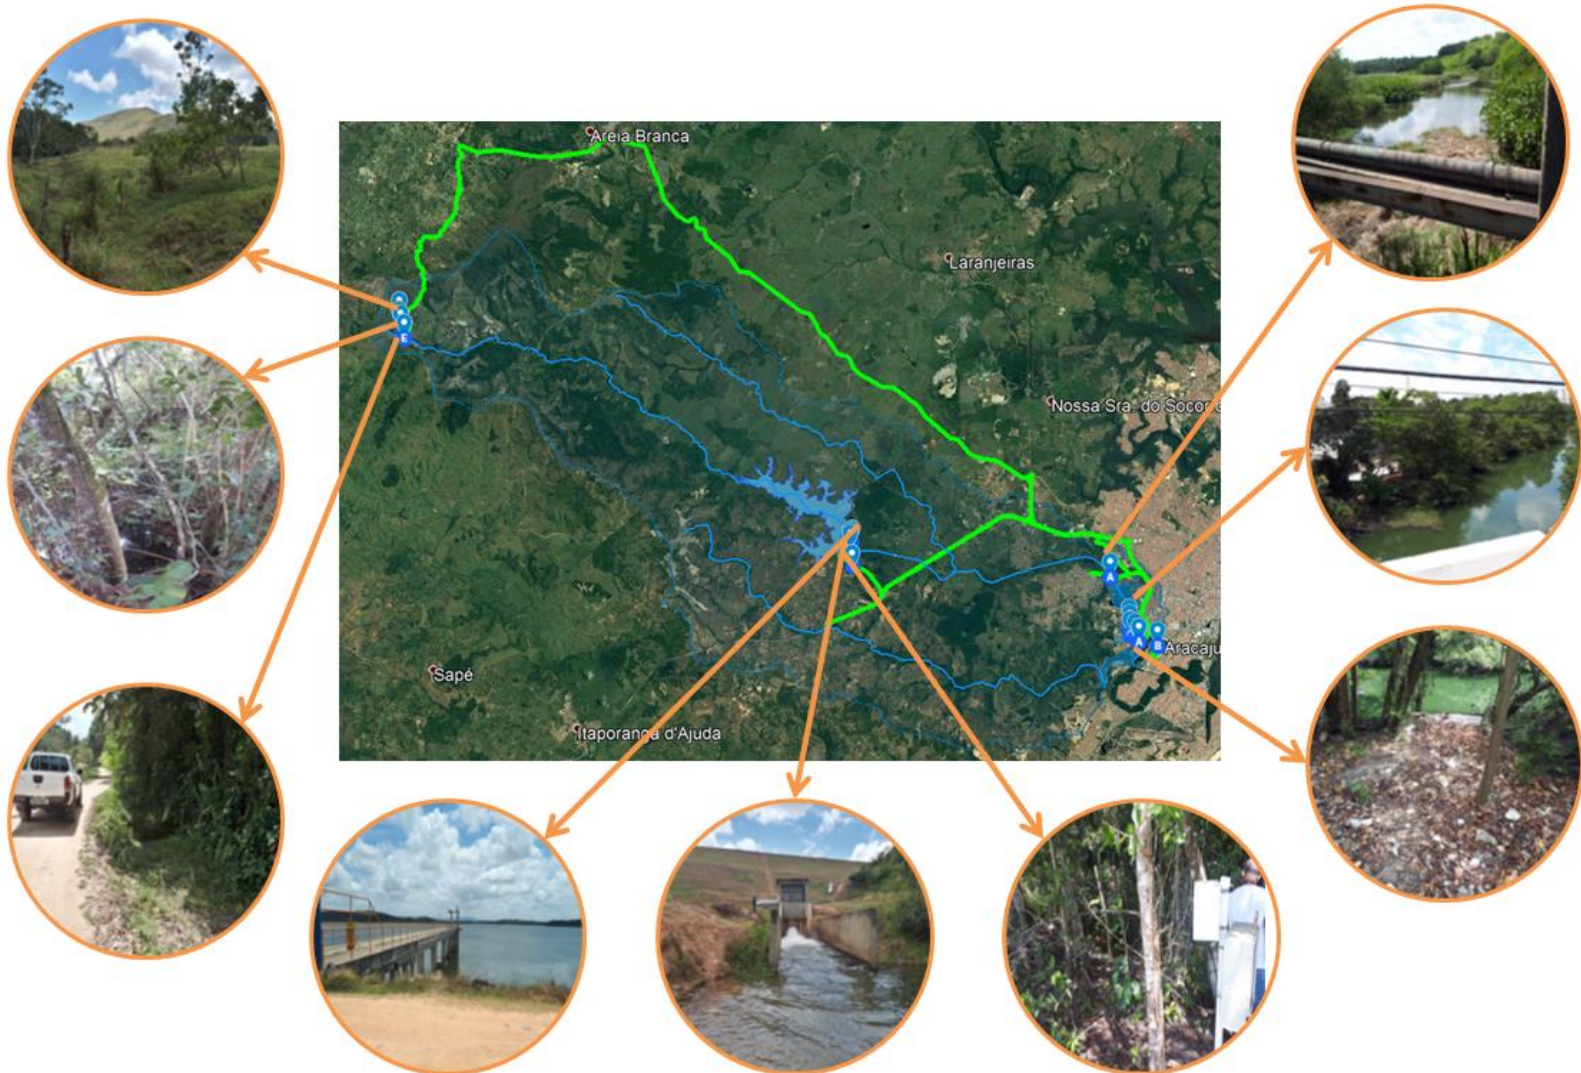 Areia Branca
Laranjeiras
Nossa Sra. do Socor
E
A
A
B
Aracaju
Sapé
Itaporanga d'Ajuda